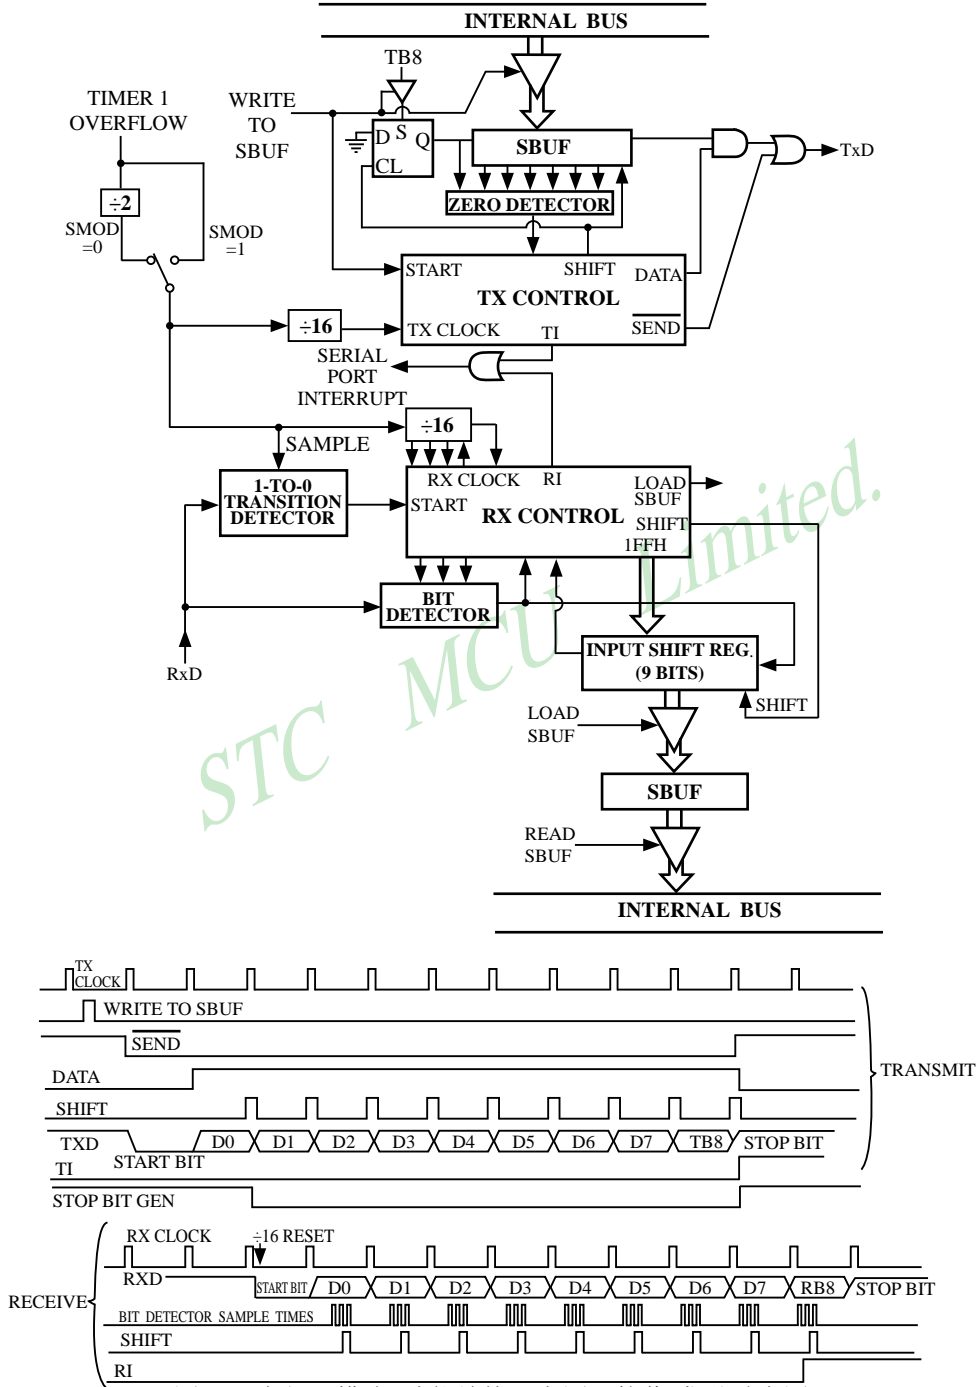 INTERNAL BUS
TB8
TIMER 1
OVERFLOW
WRITE
TO
SBUF
D S Q
CL
SBUF
TxD
÷2
ZERO DETECTOR
SMOD
=0
SMOD
=1
START
SHIFT
DATA
TX CONTROL
÷16
TX CLOCK
TI
SEND
SERIAL
PORT
INTERRUPT
÷16
SAMPLE
RX CLOCK
RI
LOAD
SBUF
1-TO-0
TRANSITION
DETECTOR
START
RX CONTROL
SHIFT
1FFH
BIT
DETECTOR
RxD
INPUT SHIFT REG.
(9 BITS)
SHIFT
LOAD
SBUF
SBUF
READ
SBUF
INTERNAL BUS
STC MCU Limited.
TX
CLOCK
WRITE TO SBUF
SEND
DATA
TRANSMIT
SHIFT
TXD
START BIT
D0 D1 D2 D3 D4 D5 D6 D7 TB8 STOP BIT
TI
STOP BIT GEN
RX CLOCK
÷16 RESET
RXD
START BIT D0 D1 D2 D3 D4 D5 D6 D7 RB8 STOP BIT
RECEIVE
BIT DETECTOR SAMPLE TIMES
SHIFT
RI